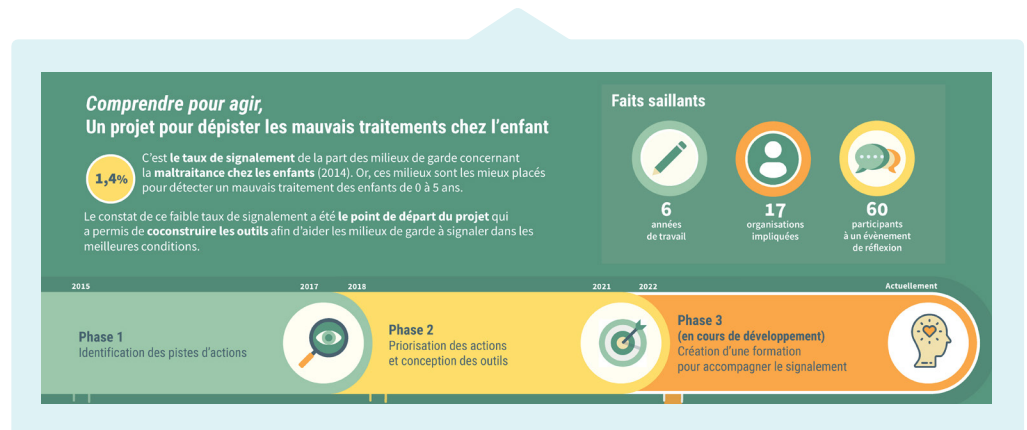 Comprendre pour agir,
Un projet pour dépister les mauvais traitements chez l’enfant
1,4%
C’est le taux de signalement de la part des milieux de garde concernant
la maltraitance chez les enfants (2014). Or, ces milieux sont les mieux placés
pour détecter un mauvais traitement des enfants de 0 à 5 ans.
Le constat de ce faible taux de signalement a été le point de départ du projet qui
a permis de coconstruire les outils afin d’aider les milieux de garde à signaler dans les
meilleures conditions.
Faits saillants
6
années
de travail
17
organisations
impliquées
60
participants
à un évènement
de réflexion
2015
2017
2018
2021
2022
Actuellement
Phase 1
Identification des pistes d’actions
Phase 2
Priorisation des actions
et conception des outils
Phase 3
(en cours de développement)
Création d’une formation
pour accompagner le signalement